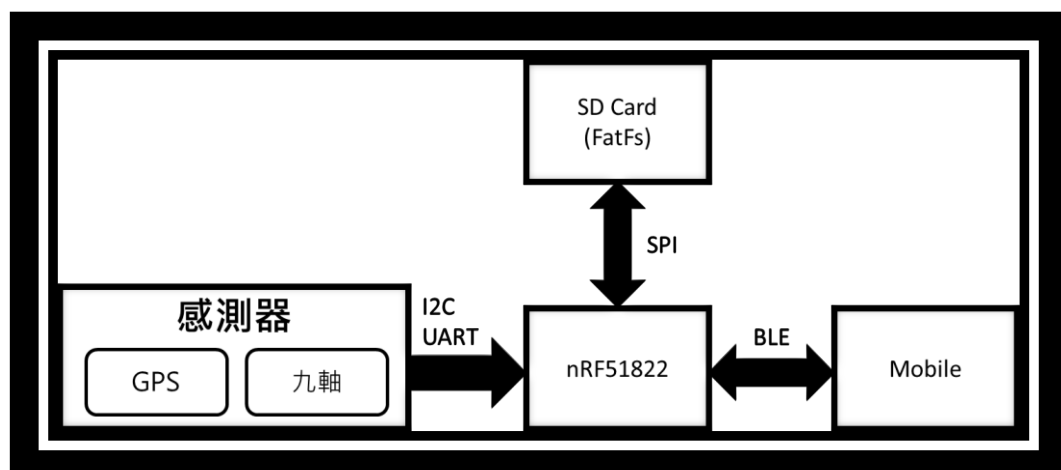 SD Card
(FatFs)
SPI
感測器
GPS
九軸
I2C
UART
nRF51822
BLE
Mobile